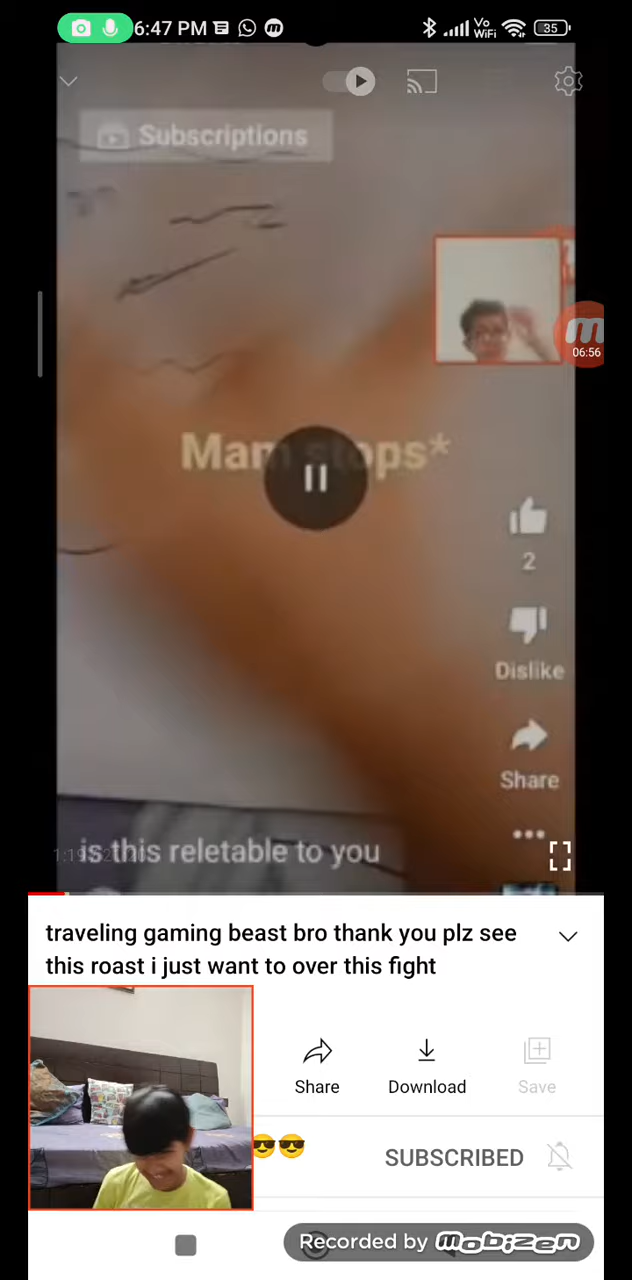 6:47 PM
Vo
WiFi
35
Subscriptions
06:56
Mam stops*
2
Dislike
Share
is this reletable to you
traveling gaming beast bro thank you plz see
this roast i just want to over this fight
Share
Download
Save
😎😎
SUBSCRIBED
Recorded by mobizen